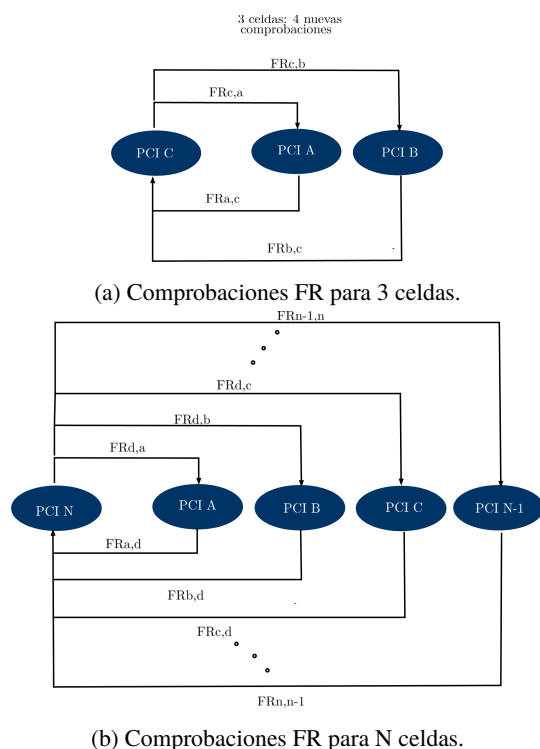 3 celdas: 4 nuevas
comprobaciones
FRc,b
FRc,a
PCI C
PCI A
PCI B
FRa,c
FRb,c
(a) Comprobaciones FR para 3 celdas.
FRn-1,n
FRd,c
FRd,b
FRd,a
PCI N
PCI A
PCI B
PCI C
PCI N-1
FRa,d
FRb,d
FRc,d
FRn,n-1
(b) Comprobaciones FR para N celdas.